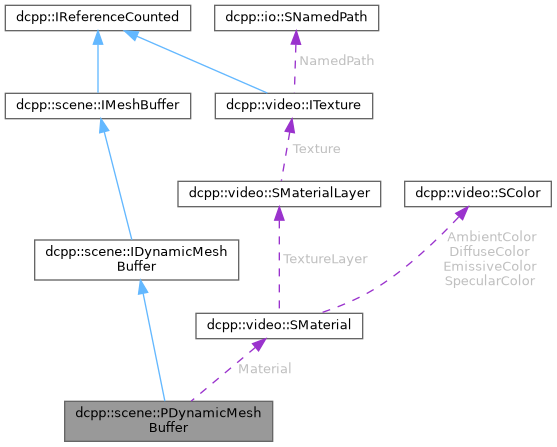 dcpp::IReferenceCounted
dcpp::io::SNamedPath
NamedPath
dcpp::scene::IMeshBuffer
dcpp::video::ITexture
Texture
dcpp::video::SMaterialLayer
dcpp::video::SColor
AmbientColor
DiffuseColor
EmissiveColor
SpecularColor
dcpp::scene::IDynamicMesh
Buffer
TextureLayer
dcpp::video::SMaterial
Material
dcpp::scene::PDynamicMesh
Buffer